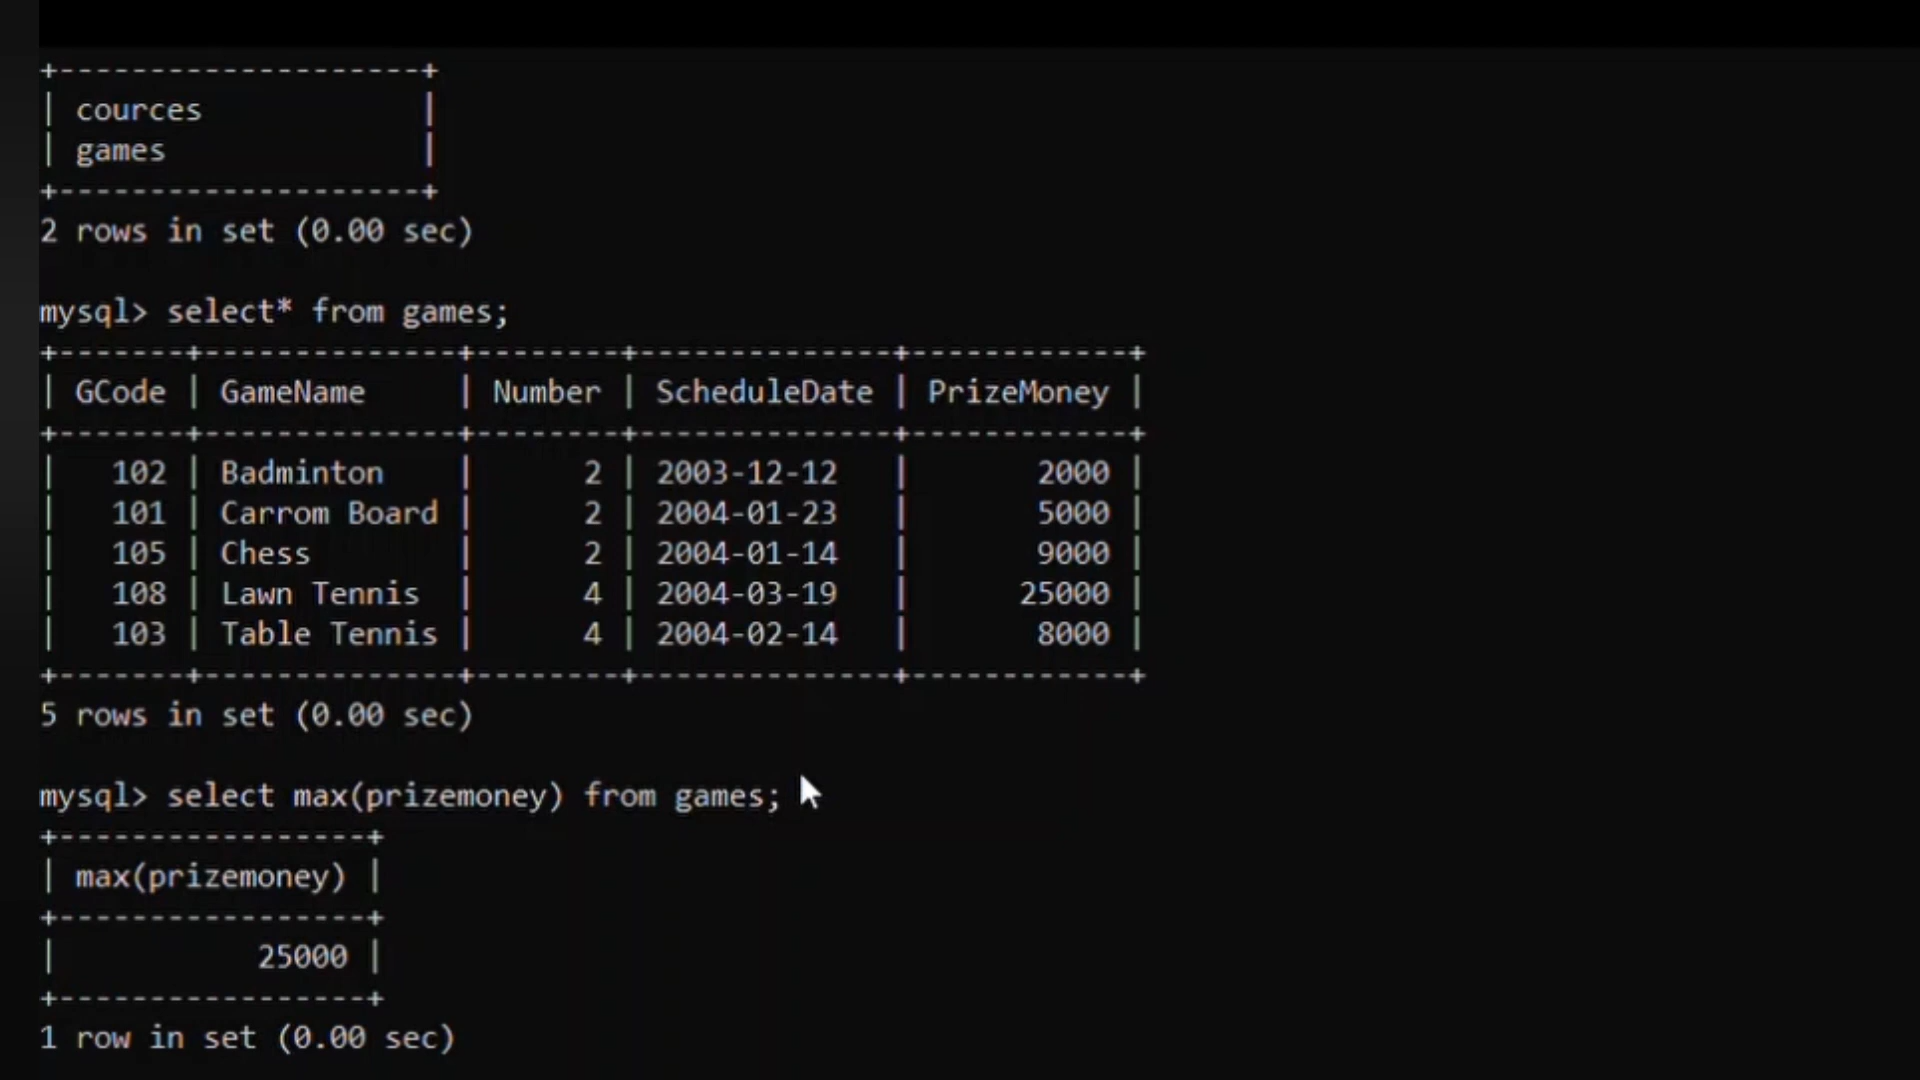 +--------------------+
| cources            |
| games              |
+--------------------+
2 rows in set (0.00 sec)
mysql> select* from games;
+-------+--------------+--------+--------------+------------+
| GCode | GameName     | Number | ScheduleDate | PrizeMoney |
+-------+--------------+--------+--------------+------------+
|   102 | Badminton    |      2 | 2003-12-12   |       2000 |
|   101 | Carrom Board |      2 | 2004-01-23   |       5000 |
|   105 | Chess        |      2 | 2004-01-14   |       9000 |
|   108 | Lawn Tennis  |      4 | 2004-03-19   |      25000 |
|   103 | Table Tennis |      4 | 2004-02-14   |       8000 |
+-------+--------------+--------+--------------+------------+
5 rows in set (0.00 sec)
mysql> select max(prizemoney) from games;
+-----------------+
| max(prizemoney) |
+-----------------+
|           25000 |
+-----------------+
1 row in set (0.00 sec)